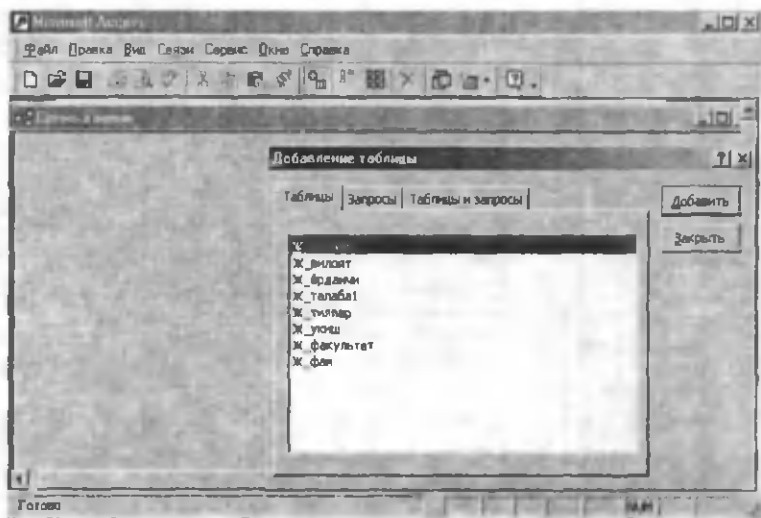 Microsoft Access
Файл Правка Вид Связи Сервис Окно Справка
Добавление таблицы
Таблицы Запросы Таблицы и запросы
Добавить
Закрыть
Ж_вилоят
Ж_ёрдамчи
Ж_талаба1
Ж_тиллар
Ж_укиш
Ж_факультет
Ж_фан
Готово
NUM